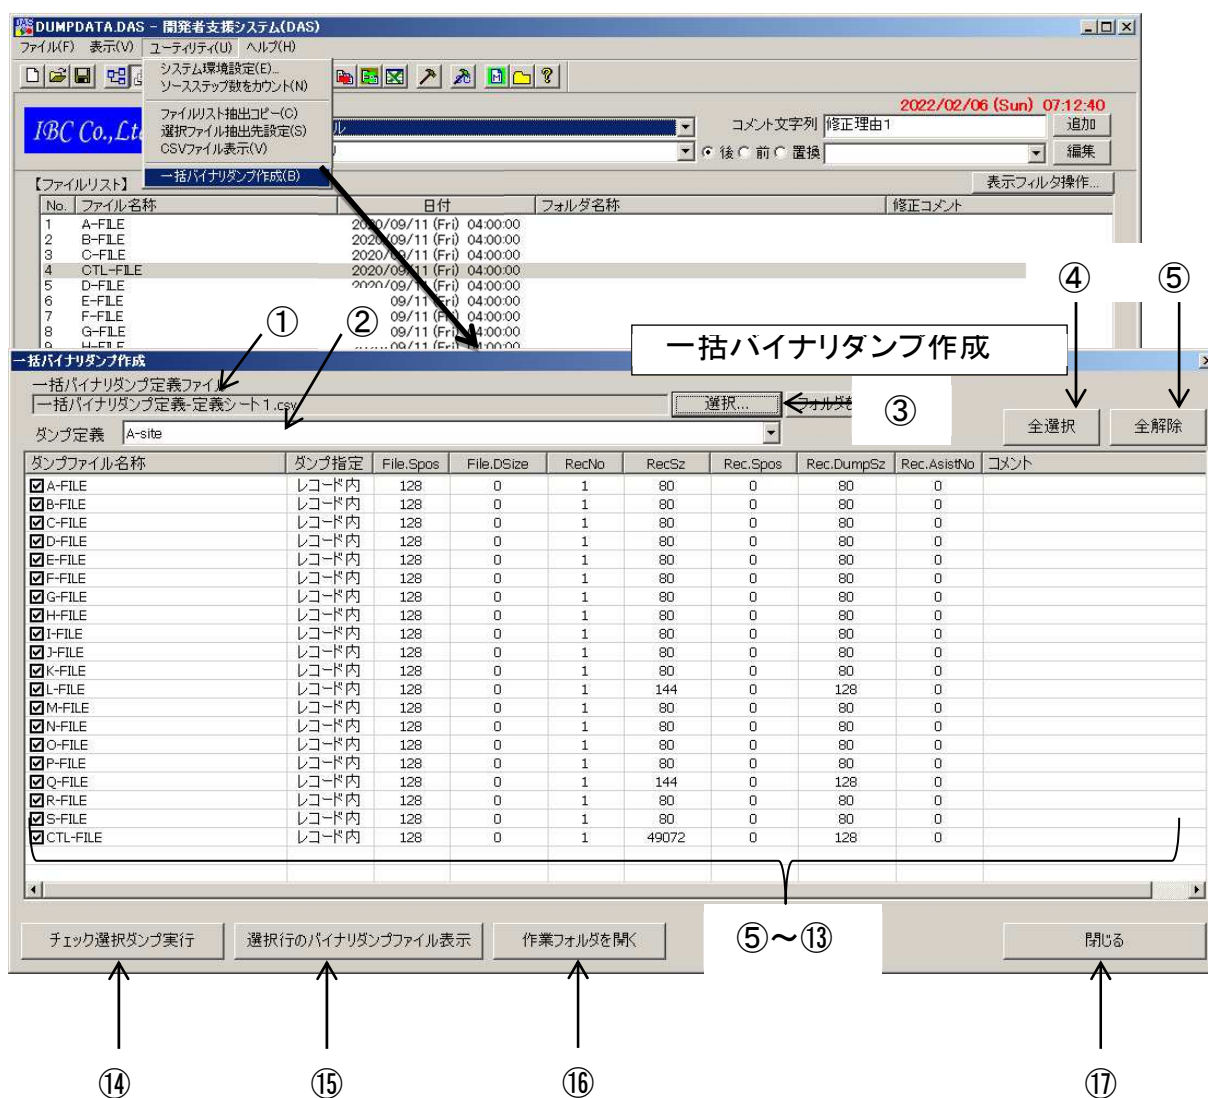 DUMPDATA.DAS - 開発者支援システム(DAS)
ファイル(F) 表示(V) ユーティリティ(U) ヘルプ(H)
システム環境設定(E)...
ソースステップ数をカウント(N)
ファイルリスト抽出コピー(C)
選択ファイル抽出先設定(S)
CSVファイル表示(V)
一括バイナリダンプ作成(B)
2022/02/06 (Sun) 07:12:40
IBC Co.,Lt
ル
コメント文字列 修正理由1 追加
後 前 置換 編集
【ファイルリスト】 表示フィルタ操作...
No. ファイル名称 日付 フォルダ名称 修正コメント
1 A-FILE 2020/09/11 (Fri) 04:00:00
2 B-FILE 2020/09/11 (Fri) 04:00:00
3 C-FILE 2020/09/11 (Fri) 04:00:00
4 CTL-FILE 2020/09/11 (Fri) 04:00:00
5 D-FILE 2020/09/11 (Fri) 04:00:00
6 E-FILE 09/11 (Fri) 04:00:00
7 F-FILE 09/11 (Fri) 04:00:00
8 G-FILE 09/11 (Fri) 04:00:00
9 H-FILE 09/11 (Fri) 04:00:00
① ② ④ ⑤
一括バイナリダンプ作成
一括バイナリダンプ作成
一括バイナリダンプ定義ファイル
一括バイナリダンプ定義-定義シート1.csv 選択... フォルダを
③
全選択 全解除
ダンプ定義 A-site
ダンプファイル名称 ダンプ指定 File.Spos File.DSize RecNo RecSz Rec.Spos Rec.DumpSz Rec.AsistNo コメント
A-FILE レコード内 128 0 1 80 0 80 0
B-FILE レコード内 128 0 1 80 0 80 0
C-FILE レコード内 128 0 1 80 0 80 0
D-FILE レコード内 128 0 1 80 0 80 0
E-FILE レコード内 128 0 1 80 0 80 0
F-FILE レコード内 128 0 1 80 0 80 0
G-FILE レコード内 128 0 1 80 0 80 0
H-FILE レコード内 128 0 1 80 0 80 0
I-FILE レコード内 128 0 1 80 0 80 0
J-FILE レコード内 128 0 1 80 0 80 0
K-FILE レコード内 128 0 1 80 0 80 0
L-FILE レコード内 128 0 1 144 0 128 0
M-FILE レコード内 128 0 1 80 0 80 0
N-FILE レコード内 128 0 1 80 0 80 0
O-FILE レコード内 128 0 1 80 0 80 0
P-FILE レコード内 128 0 1 80 0 80 0
Q-FILE レコード内 128 0 1 144 0 128 0
R-FILE レコード内 128 0 1 80 0 80 0
S-FILE レコード内 128 0 1 80 0 80 0
CTL-FILE レコード内 128 0 1 49072 0 128 0
⑤～⑬
チェック選択ダンプ実行 選択行のバイナリダンプファイル表示 作業フォルダを開く 閉じる
⑭ ⑮ ⑯ ⑰